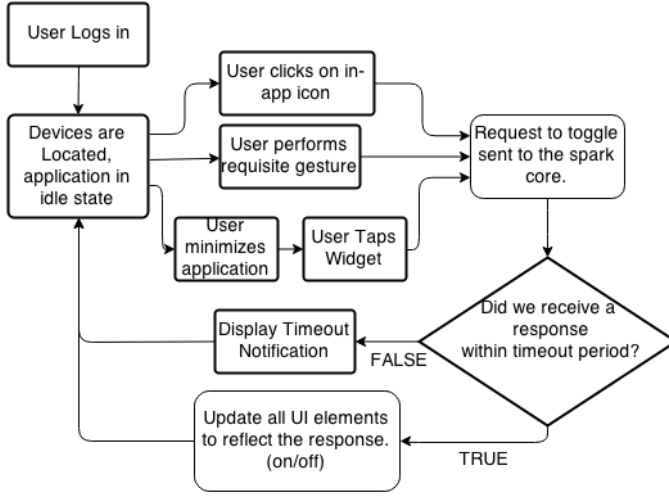 User Logs in
User clicks on in-
app icon
Devices are
Located,
application in
idle state
User performs
requisite gesture
Request to toggle
sent to the spark
core.
User
minimizes
application
User Taps
Widget
Did we receive a
response
within timeout period?
Display Timeout
Notification
FALSE
Update all UI elements
to reflect the response.
(on/off)
TRUE